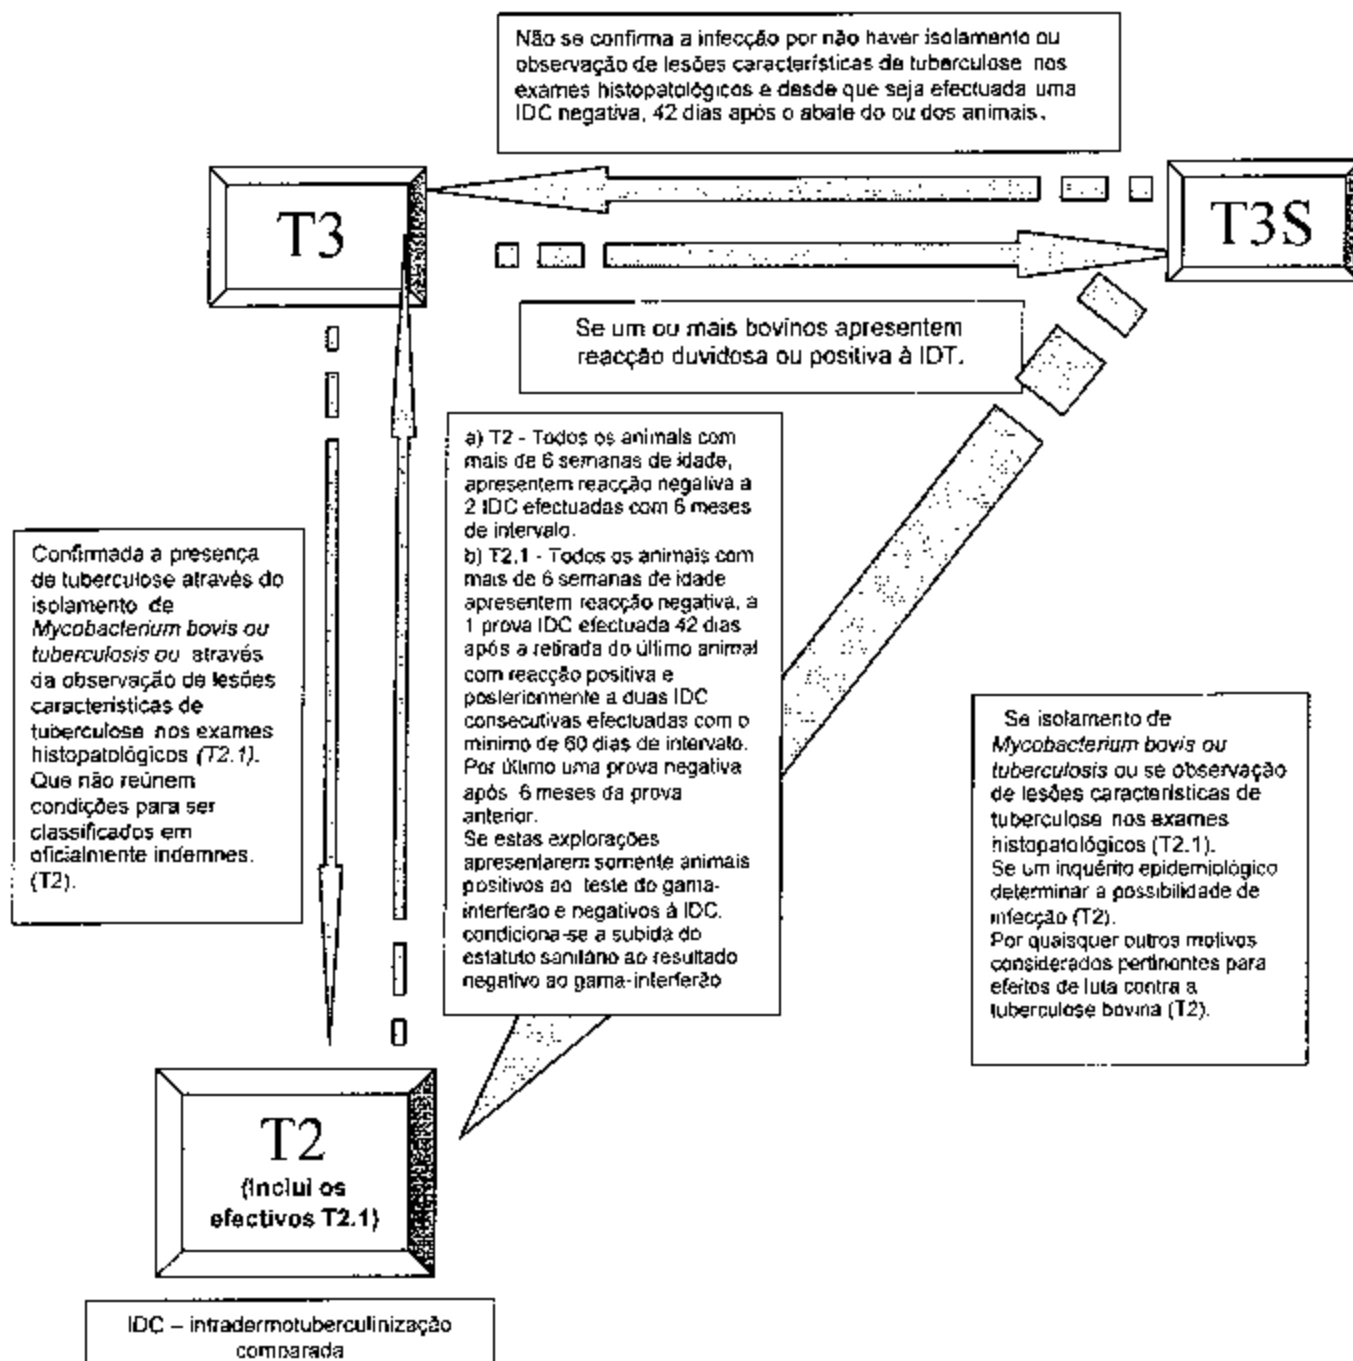 Não se confirma a infecção por não haver isolamento ou
observação de lesões características de tuberculose nos
exames histopatológicos e desde que seja efectuada uma
IDC negativa, 42 dias após o abate do ou dos animais.
T3
T3S
Se um ou mais bovinos apresentem
reacção duvidosa ou positiva à IDT.
a) T2 - Todos os animais com
mais de 6 semanas de idade,
apresentem reacção negativa a
2 IDC efectuadas com 6 meses
de intervalo.
b) T2.1 - Todos os animais com
mais de 6 semanas de idade
apresentem reacção negativa, a
1 prova IDC efectuada 42 dias
após a retirada do último animal
com reacção positiva e
posteriormente a duas IDC
consecutivas efectuadas com o
mínimo de 60 dias de intervalo.
Por último uma prova negativa
após 6 meses da prova
anterior.
Se estas explorações
apresentarem somente animais
positivos ao teste do gama-
interferão e negativos à IDC.
condiciona-se a subida do
estatuto sanitário ao resultado
negativo ao gama-interferão
Confirmada a presença
de tuberculose através do
isolamento de
Mycobacterium bovis ou
tuberculosis ou através
da observação de lesões
características de
tuberculose nos exames
histopatológicos (T2.1).
Que não reúnem
condições para ser
classificados em
oficialmente indemnes.
(T2).
Se isolamento de
Mycobacterium bovis ou
tuberculosis ou se observação
de lesões características de
tuberculose nos exames
histopatológicos (T2.1).
Se um inquérito epidemiológico
determinar a possibilidade de
infecção (T2).
Por quaisquer outros motivos
considerados pertinentes para
efeitos de luta contra a
tuberculose bovina (T2).
T2
(Inclui os
efectivos T2.1)
IDC – intradermotuberculinização
comparada